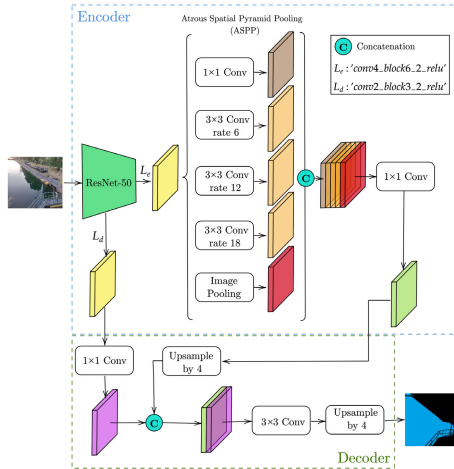 Encoder
Atrous Spatial Pyramid Pooling
(ASPP)
C Concatenation
L_e :'conv4_block6_2_relu'
L_d :'conv2_block3_2_relu'
1×1 Conv
3×3 Conv
rate 6
ResNet-50
L_e
3×3 Conv
rate 12
C
1×1 Conv
L_d
3×3 Conv
rate 18
Image
Pooling
1×1 Conv
Upsample
by 4
C
3×3 Conv
Upsample
by 4
Decoder